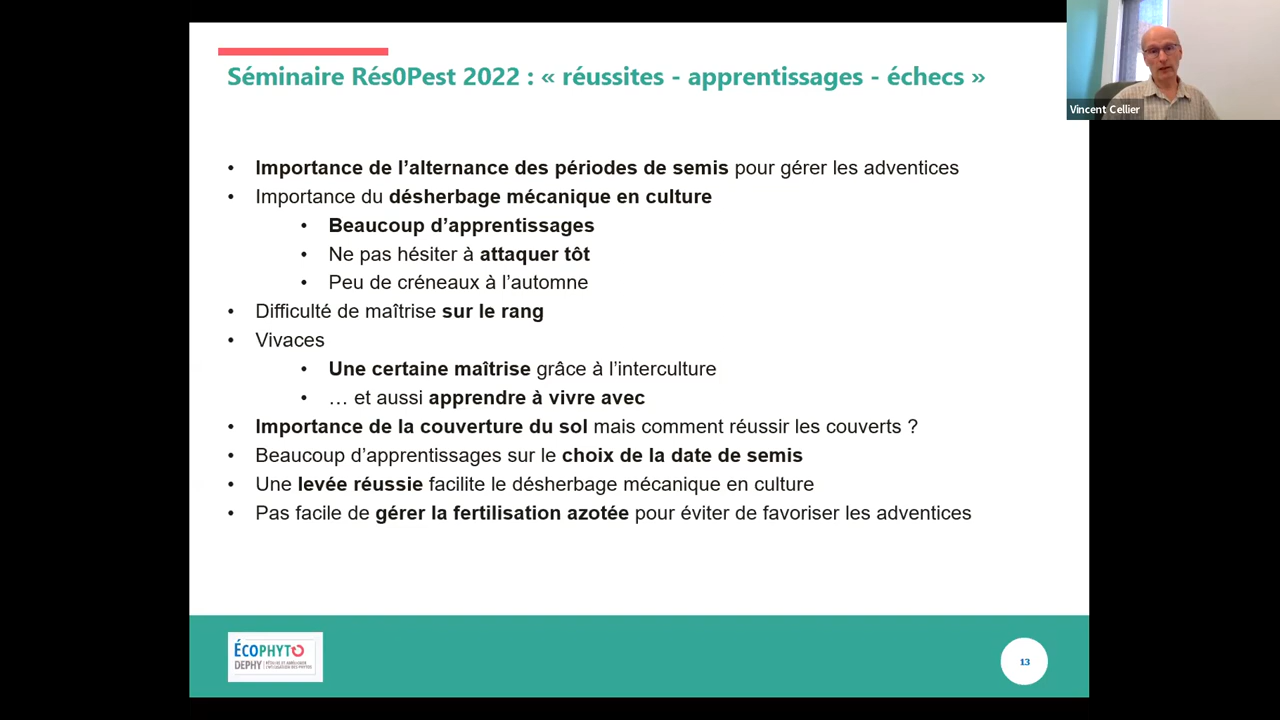 Séminaire Rés0Pest 2022 : « réussites - apprentissages - échecs »
Vincent Cellier
• Importance de l’alternance des périodes de semis pour gérer les adventices
• Importance du désherbage mécanique en culture
• Beaucoup d’apprentissages
• Ne pas hésiter à attaquer tôt
• Peu de créneaux à l’automne
• Difficulté de maîtrise sur le rang
• Vivaces
• Une certaine maîtrise grâce à l’interculture
• … et aussi apprendre à vivre avec
• Importance de la couverture du sol mais comment réussir les couverts ?
• Beaucoup d’apprentissages sur le choix de la date de semis
• Une levée réussie facilite le désherbage mécanique en culture
• Pas facile de gérer la fertilisation azotée pour éviter de favoriser les adventices
ÉCOPHYTO
DEPHY
13